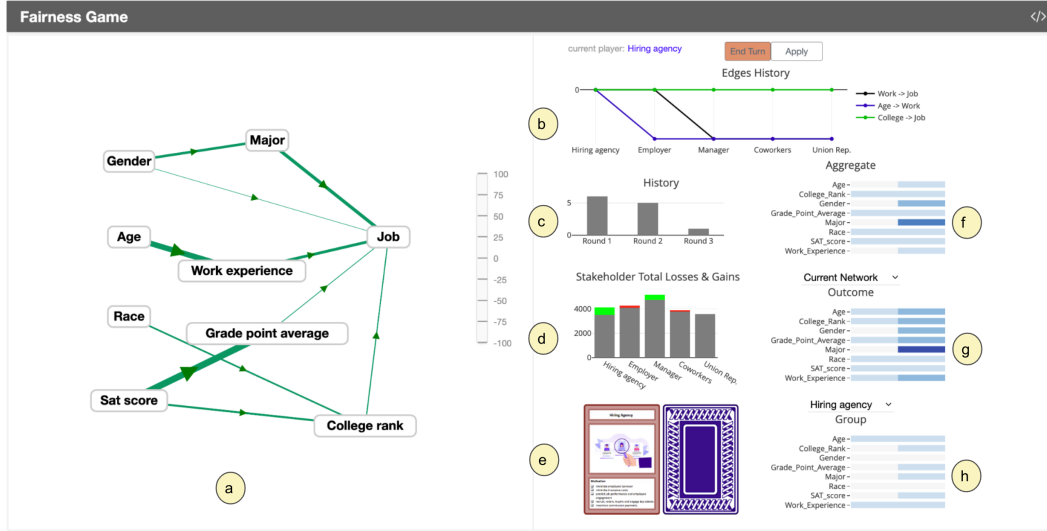 Fairness Game
</>
Gender
Major
Age
Work experience
Job
Race
Grade point average
Sat score
College rank
a
100
75
50
25
0
-25
-50
-75
-100
current player: Hiring agency
End Turn
Apply
Edges History
0
Hiring agency
Employer
Manager
Coworkers
Union Rep.
Work -> Job
Age -> Work
College -> Job
b
History
5
0
Round 1
Round 2
Round 3
c
Stakeholder Total Losses & Gains
4000
2000
0
Hiring agency
Employer
Manager
Coworkers
Union Rep.
d
Hiring Agency
Motivation
e
Aggregate
Age
College_Rank
Gender
Grade_Point_Average
Major
Race
SAT_score
Work_Experience
f
Current Network
Outcome
Age
College_Rank
Gender
Grade_Point_Average
Major
Race
SAT_score
Work_Experience
g
Hiring agency
Group
Age
College_Rank
Gender
Grade_Point_Average
Major
Race
SAT_score
Work_Experience
h